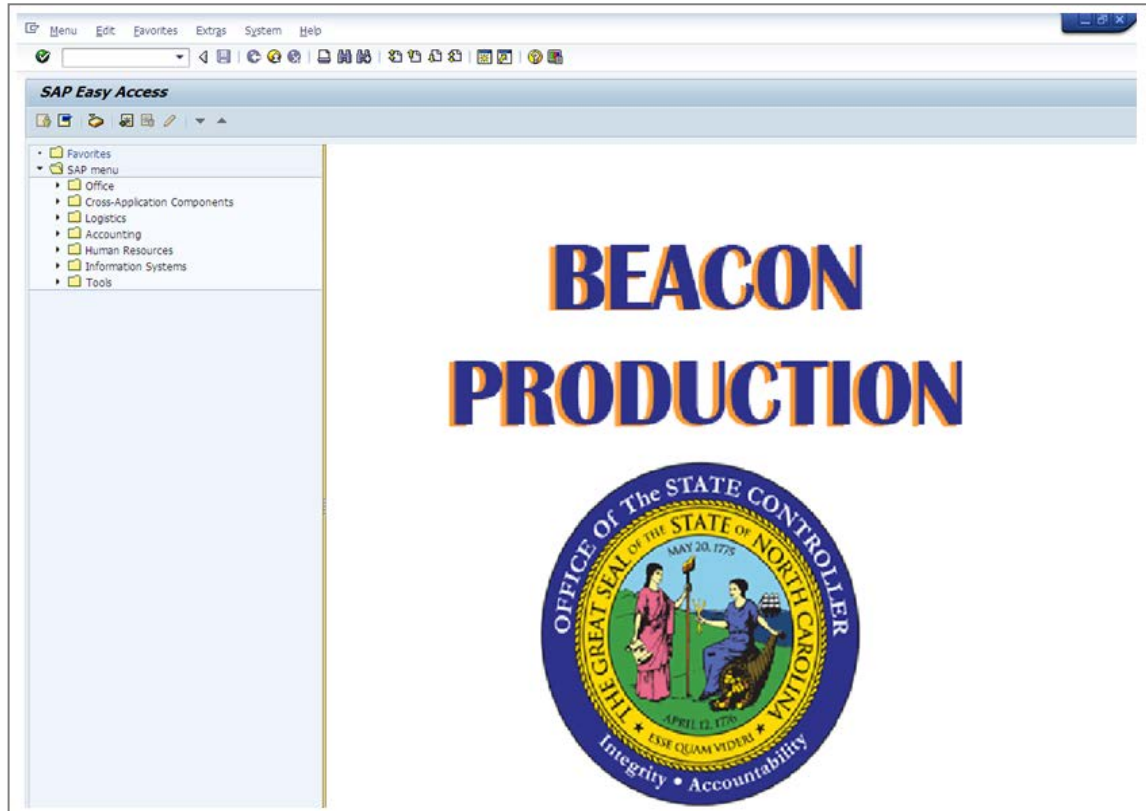 Menu Edit Favorites Extras System Help
SAP Easy Access
Favorites
SAP menu
Office
Cross-Application Components
Logistics
Accounting
Human Resources
Information Systems
Tools
BEACON
PRODUCTION
OFFICE Of The STATE CONTROLLER
THE GREAT SEAL OF THE STATE OF NORTH CAROLINA
MAY 20, 1775
APRIL 12, 1776
ESSE QUAM VIDERI
Integrity • Accountability